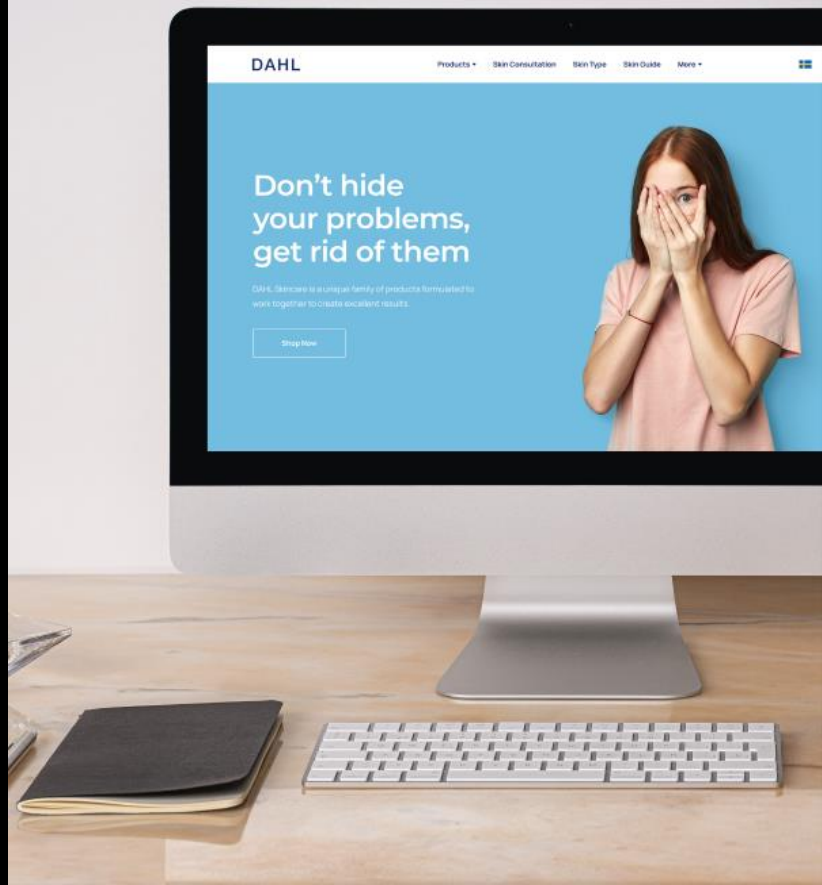 DAHL
Products Skin Consultation Skin Type Skin Guide More
Don't hide
your problems,
get rid of them
DAHL Skincare is a unique family of products formulated to
work together to create excellent results.
Shop Now